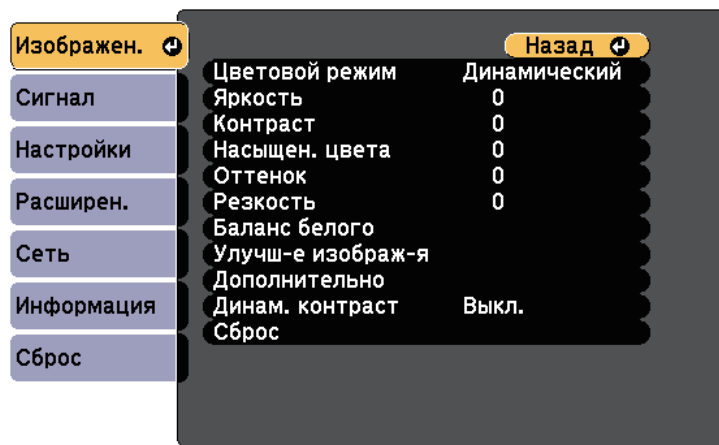 Изображен.
Сигнал
Настройки
Расширен.
Сеть
Информация
Сброс
Назад
Цветовой режим Динамический
Яркость 0
Контраст 0
Насыщен. цвета 0
Оттенок 0
Резкость 0
Баланс белого
Улучш-е изображ-я
Дополнительно
Динам. контраст Выкл.
Сброс